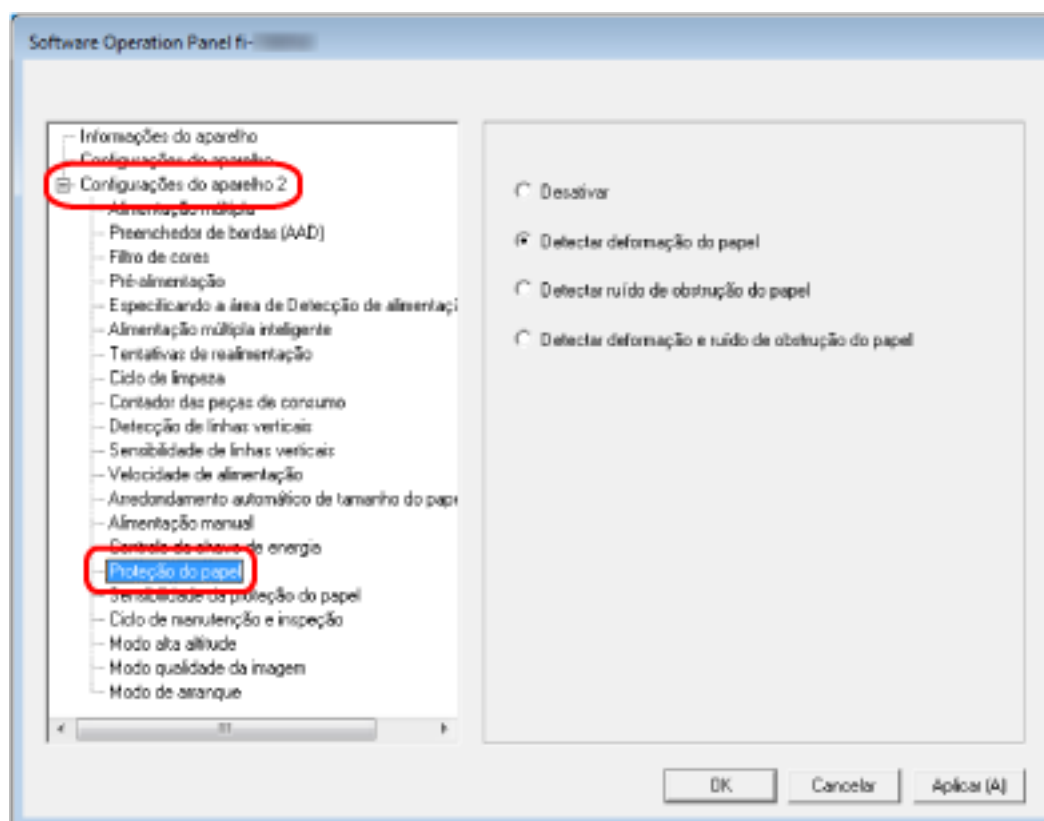 Software Operation Panel fi-
Informações do aparelho
Configurações do aparelho
Configurações do aparelho 2
Alimentação múltipla
Preenchedor de bordas (AAD)
Filtro de cores
Pré-alimentação
Especificando a área de Detecção de alimentaçã
Alimentação múltipla inteligente
Tentativas de realimentação
Ciclo de limpeza
Contador das peças de consumo
Detecção de linhas verticais
Sensibilidade de linhas verticais
Velocidade de alimentação
Arredondamento automático de tamanho do pape
Alimentação manual
Controle da chave de energia
Proteção do papel
Sensibilidade da proteção do papel
Ciclo de manutenção e inspeção
Modo alta altitude
Modo qualidade da imagem
Modo de arranque
Desativar
Detectar deformação do papel
Detectar ruído de obstrução do papel
Detectar deformação e ruído de obstrução do papel
OK Cancelar Aplicar (A)